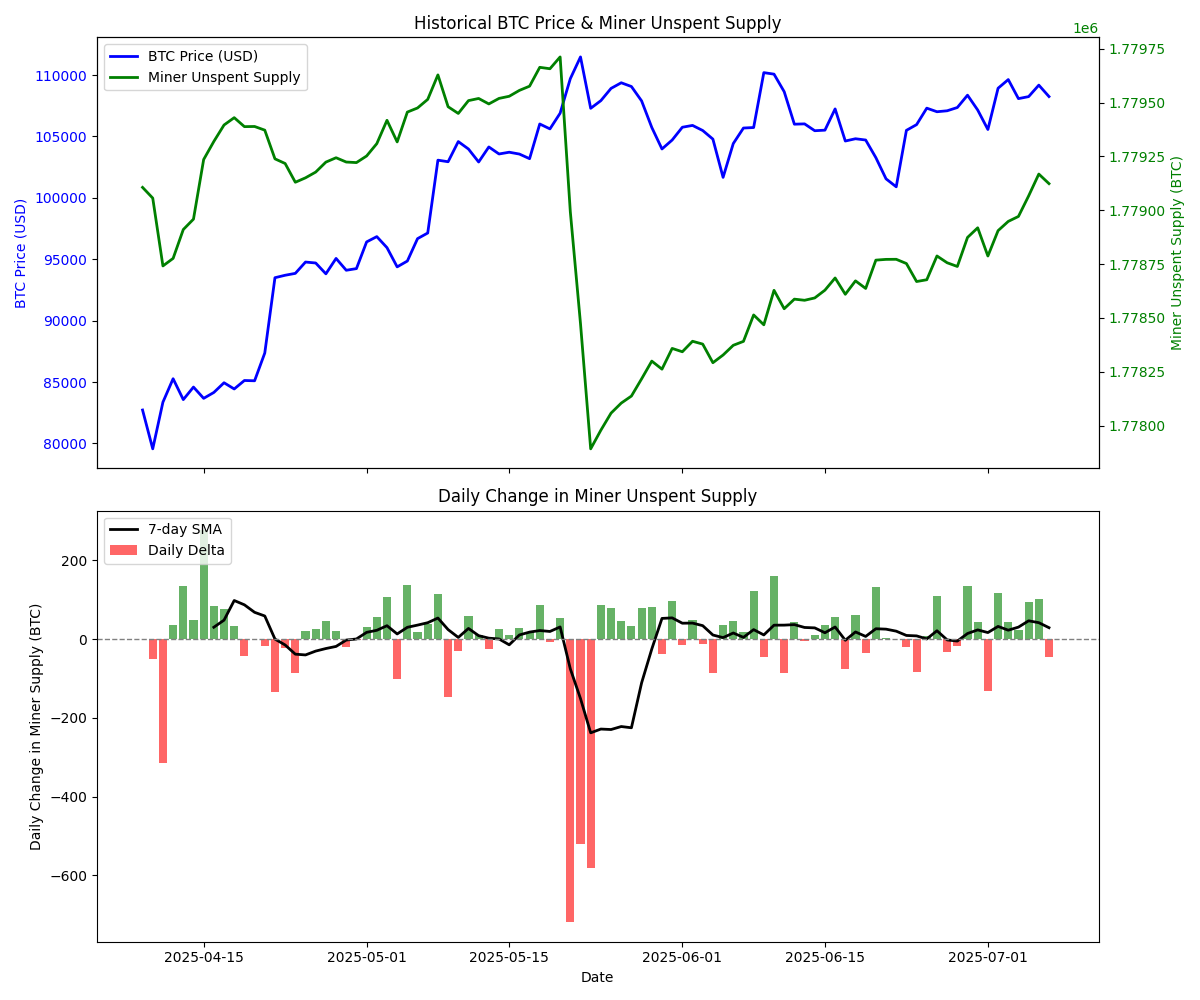 Historical BTC Price & Miner Unspent Supply
1e6
BTC Price (USD)
Miner Unspent Supply
110000
105000
100000
95000
90000
85000
80000
BTC Price (USD)
1.77975
1.77950
1.77925
1.77900
1.77875
1.77850
1.77825
1.77800
Miner Unspent Supply (BTC)
Daily Change in Miner Unspent Supply
7-day SMA
Daily Delta
200
0
−200
−400
−600
Daily Change in Miner Supply (BTC)
2025-04-15
2025-05-01
2025-05-15
2025-06-01
2025-06-15
2025-07-01
Date